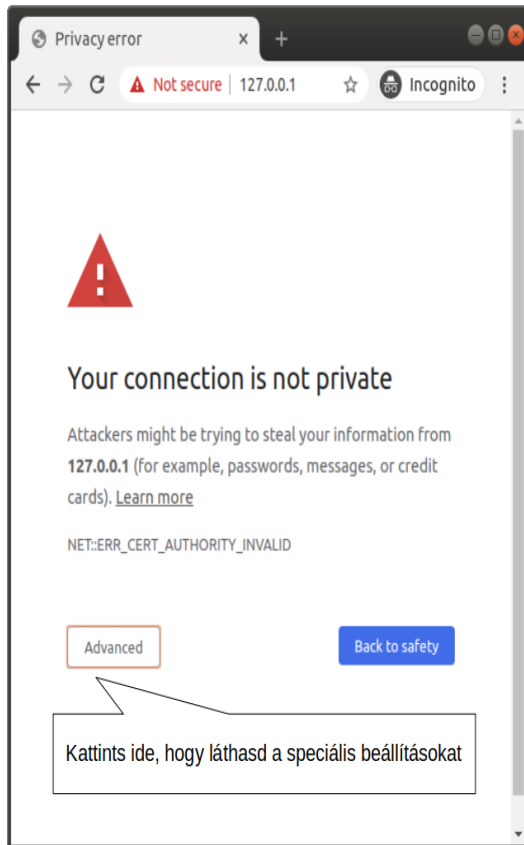 Privacy error
Not secure 127.0.0.1 Incognito
Your connection is not private
Attackers might be trying to steal your information from
127.0.0.1 (for example, passwords, messages, or credit
cards). Learn more
NET::ERR_CERT_AUTHORITY_INVALID
Advanced Back to safety
Kattints ide, hogy láthasd a speciális beállításokat